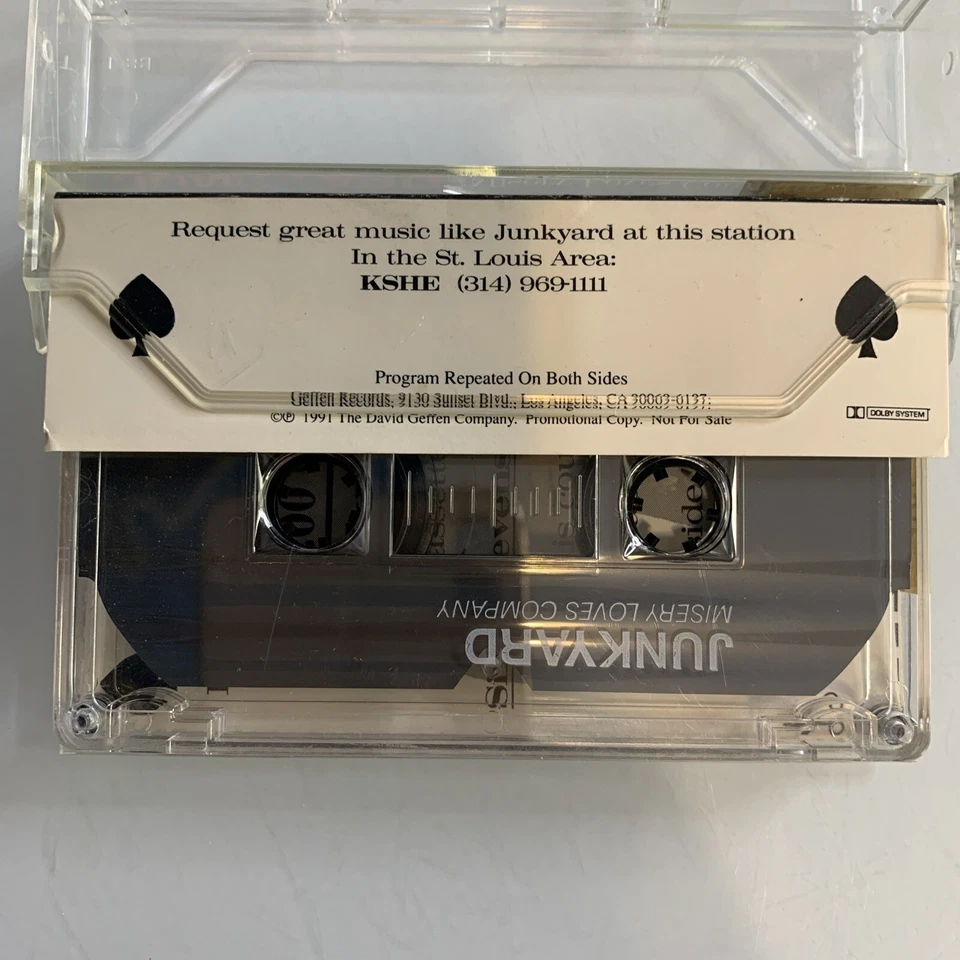 Request great music like Junkyard at this station
In the St. Louis Area:
KSHE (314) 969-1111
Program Repeated On Both Sides
Geffen Records, 9130 Sunset Blvd., Los Angeles, CA 90069-6197.
©℗ 1991 The David Geffen Company. Promotional Copy. Not For Sale
DOLBY SYSTEM
JUNKYARD
MISERY LOVES COMPANY